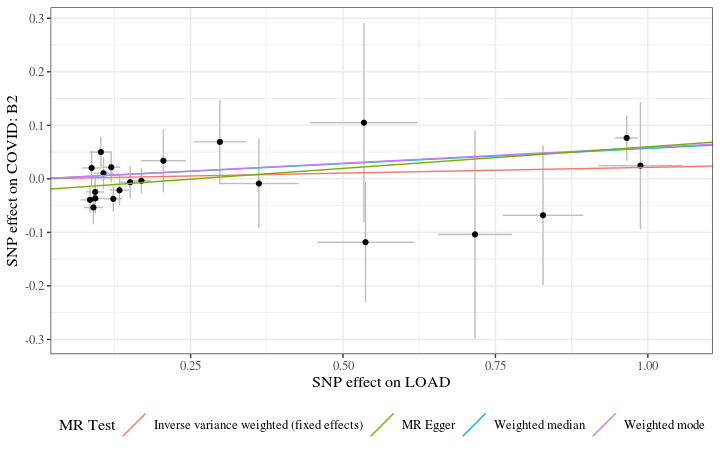 0.3
0.2
0.1
0.0
-0.1
-0.2
-0.3
SNP effect on COVID: B2
0.25 0.50 0.75 1.00
SNP effect on LOAD
MR Test Inverse variance weighted (fixed effects) MR Egger Weighted median Weighted mode